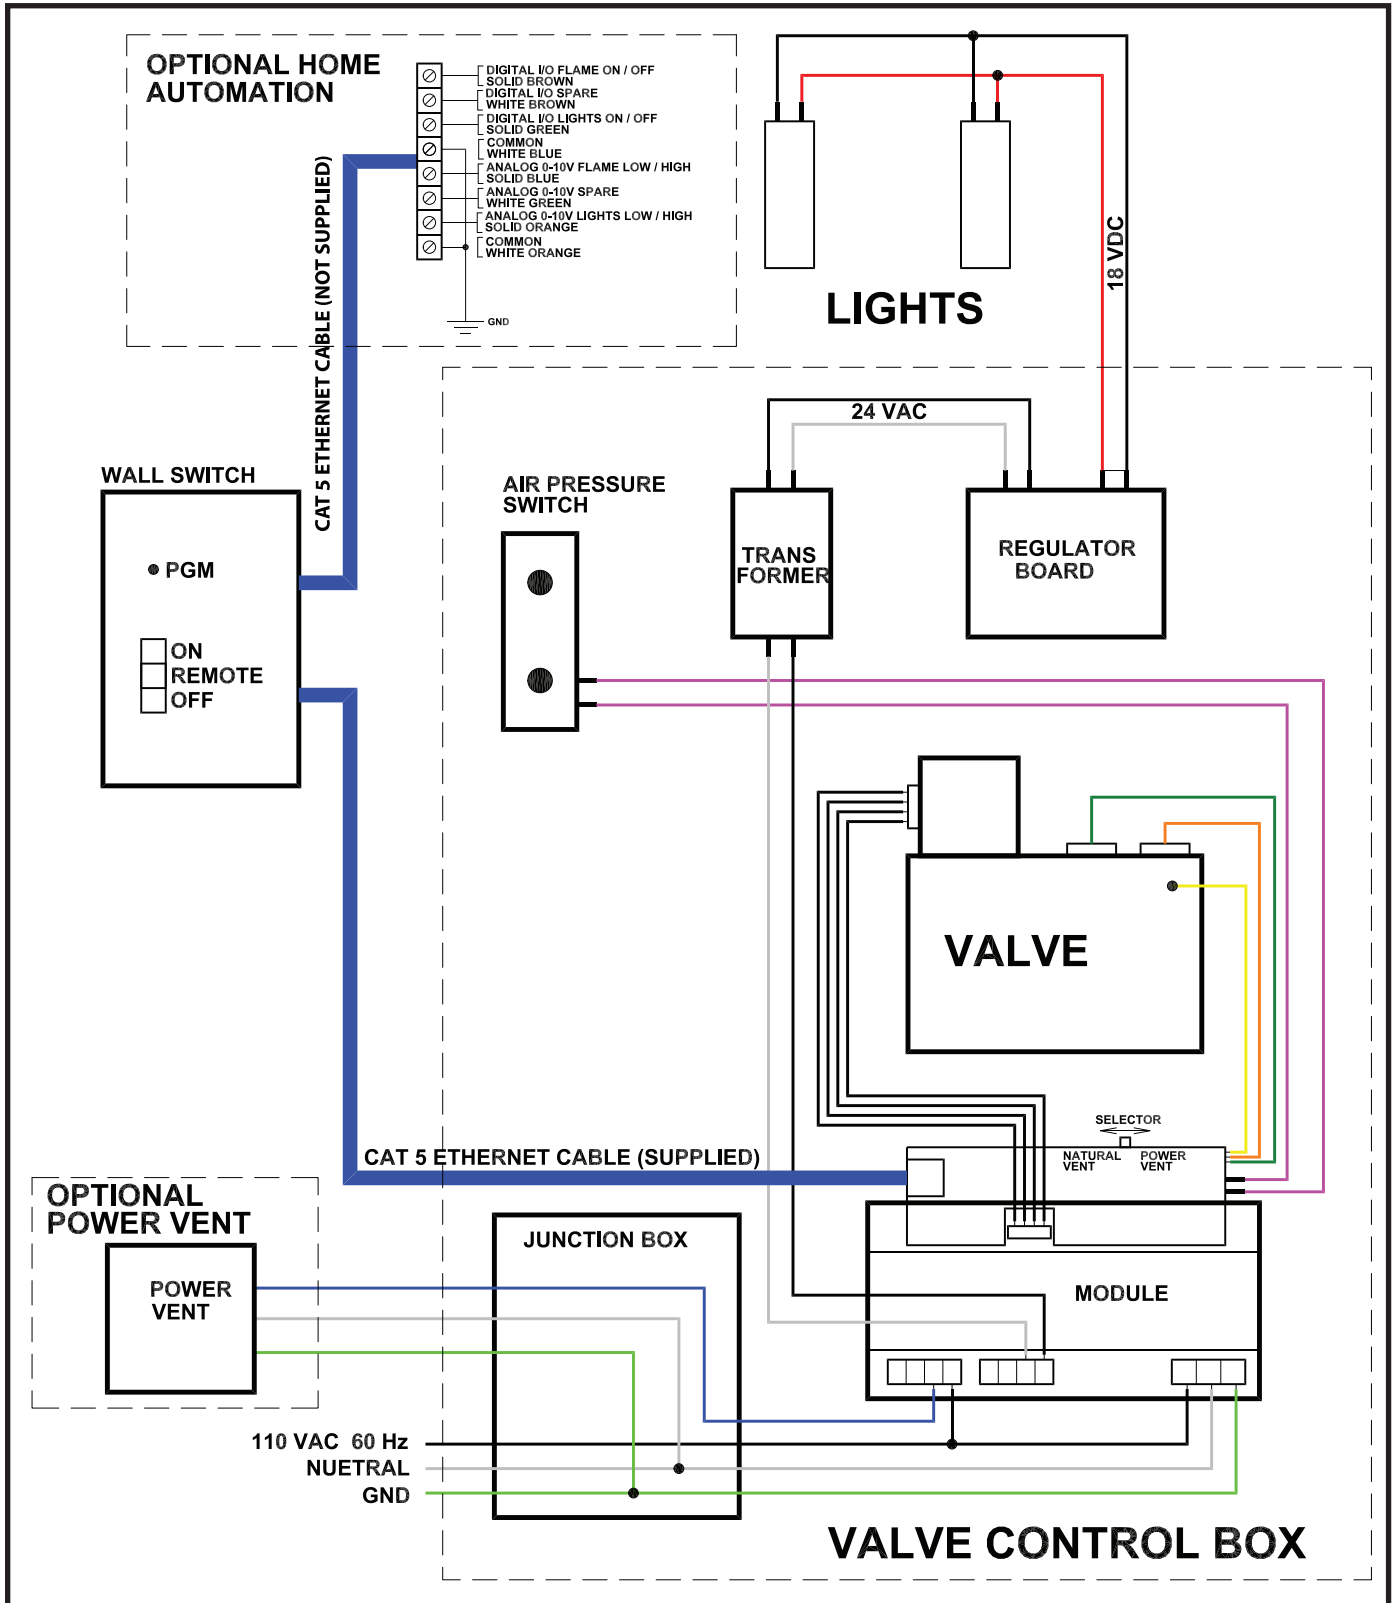 OPTIONAL HOME
AUTOMATION
DIGITAL I/O FLAME ON / OFF
SOLID BROWN
DIGITAL I/O SPARE
WHITE BROWN
DIGITAL I/O LIGHTS ON / OFF
SOLID GREEN
COMMON
WHITE BLUE
ANALOG 0-10V FLAME LOW / HIGH
SOLID BLUE
ANALOG 0-10V SPARE
WHITE GREEN
ANALOG 0-10V LIGHTS LOW / HIGH
SOLID ORANGE
COMMON
WHITE ORANGE
GND
CAT 5 ETHERNET CABLE (NOT SUPPLIED)
LIGHTS
18 VDC
24 VAC
WALL SWITCH
PGM
ON
REMOTE
OFF
AIR PRESSURE
SWITCH
TRANS
FORMER
REGULATOR
BOARD
VALVE
SELECTOR
NATURAL
VENT
POWER
VENT
CAT 5 ETHERNET CABLE (SUPPLIED)
OPTIONAL
POWER VENT
POWER
VENT
JUNCTION BOX
MODULE
110 VAC 60 Hz
NUETRAL
GND
VALVE CONTROL BOX